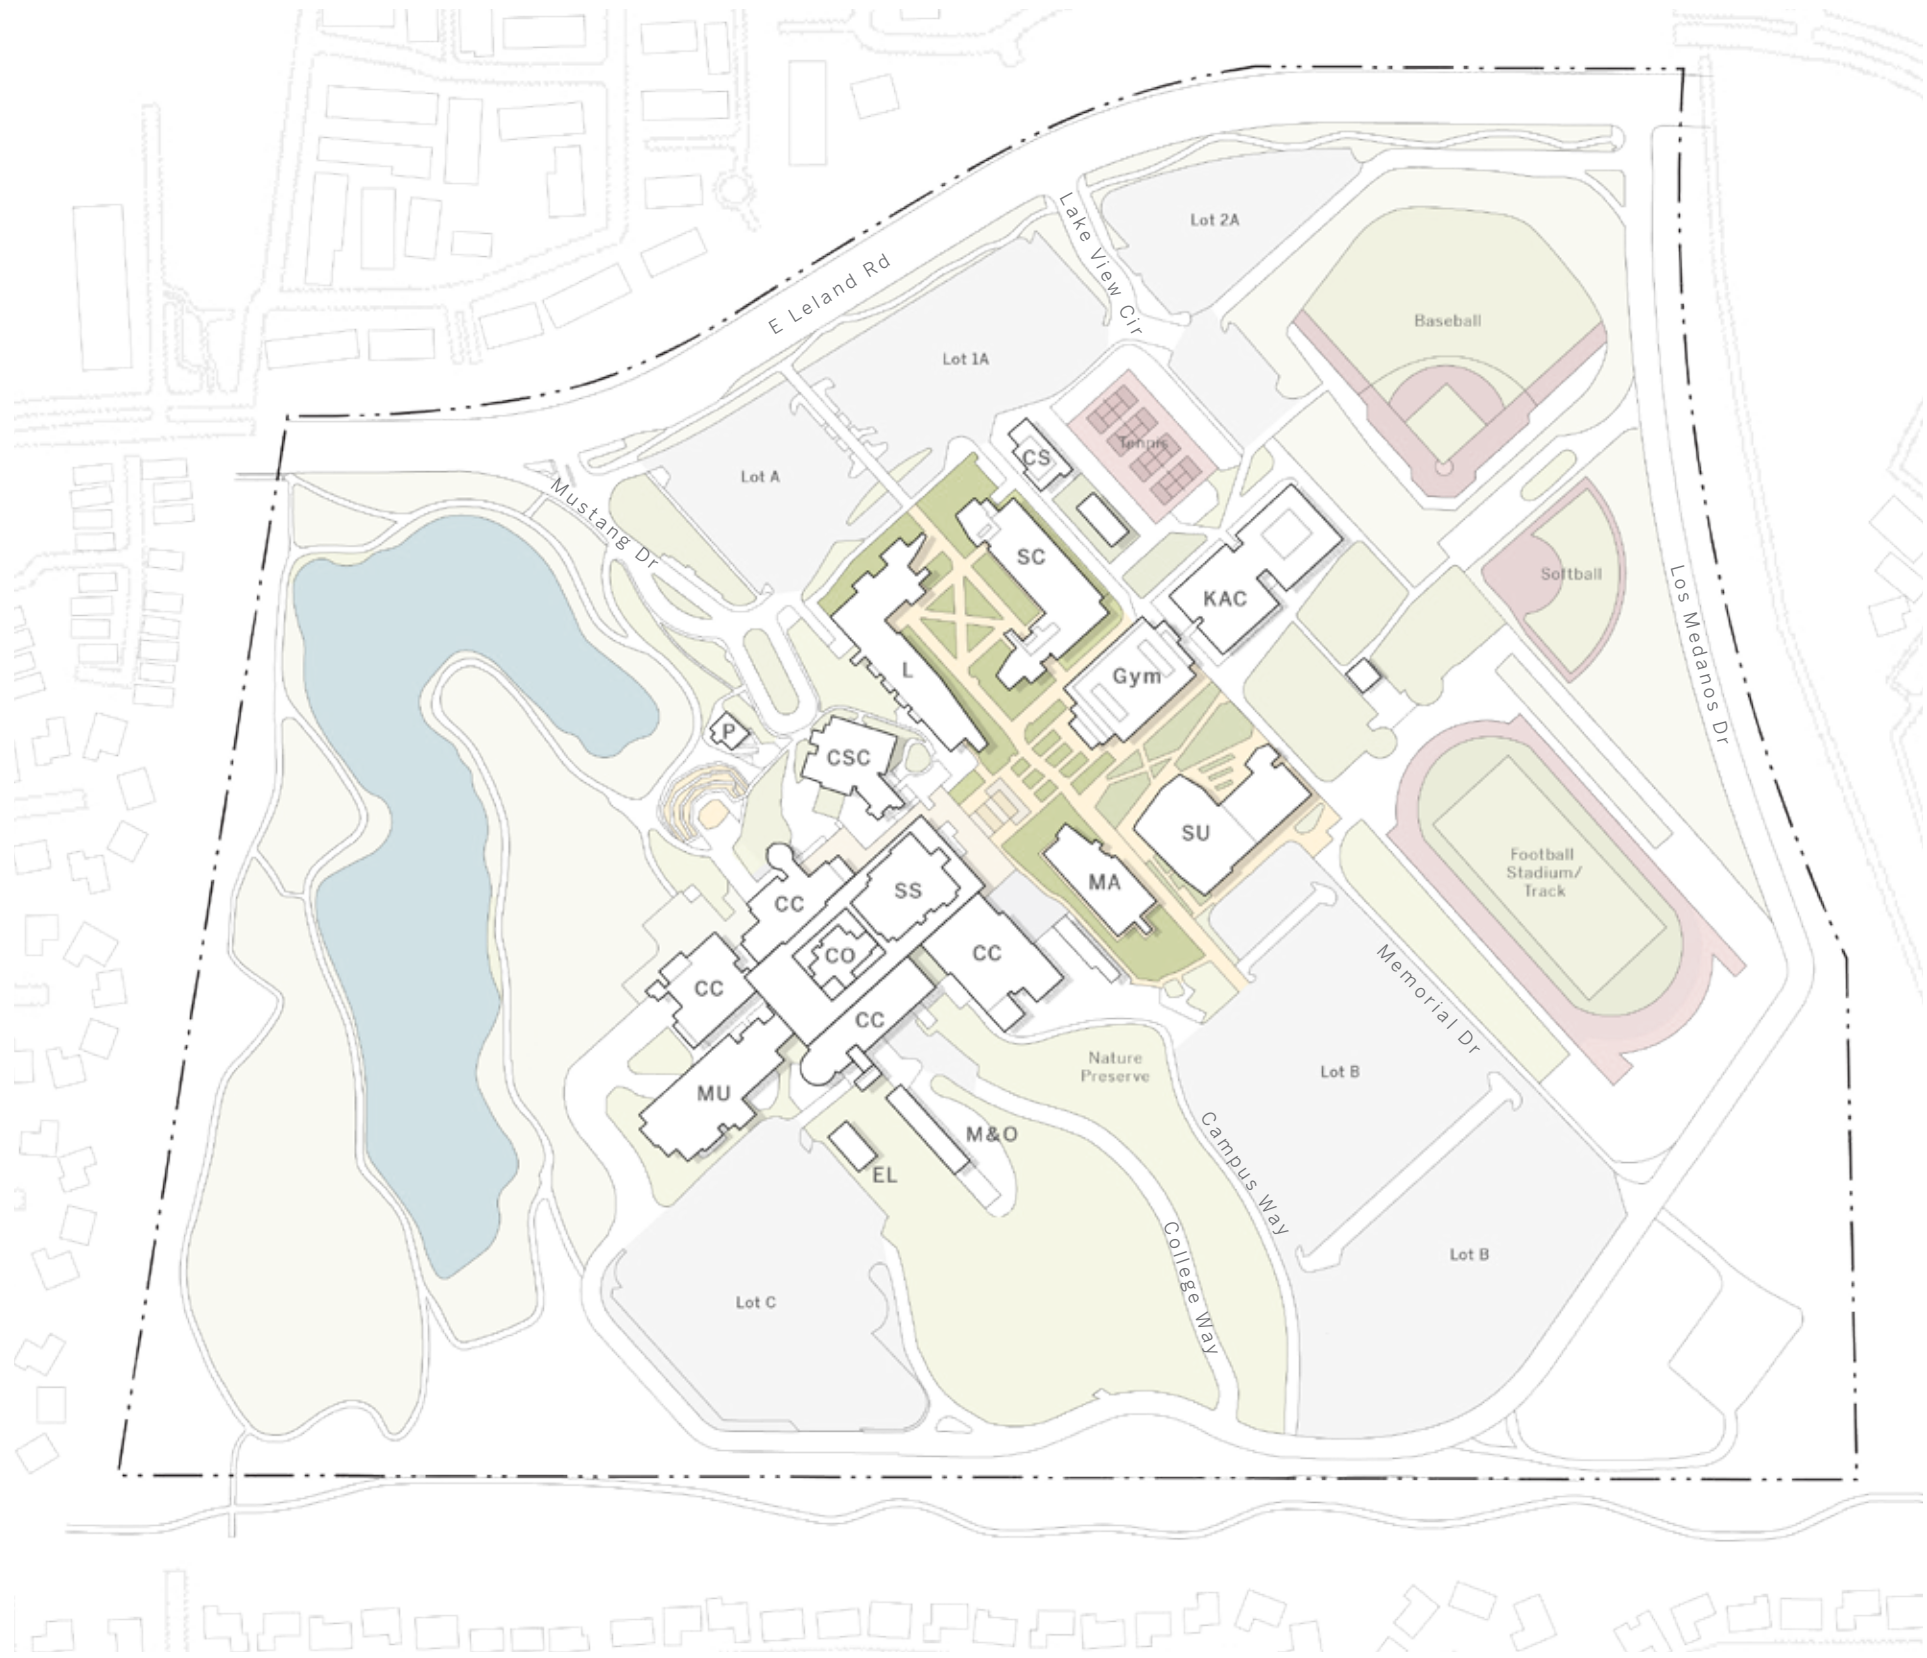 Lot 2A
Lake View Cir
E Leland Rd
Baseball
Lot 1A
Tennis
CS
Lot A
Mustang Dr
SC
Softball
KAC
Los Medanos Dr
L
Gym
P
CSC
SU
Football
Stadium/
Track
MA
SS
CC
CO
CC
CC
Memorial Dr
CC
Nature
Preserve
Lot B
MU
M&O
Campus Way
EL
College Way
Lot B
Lot C